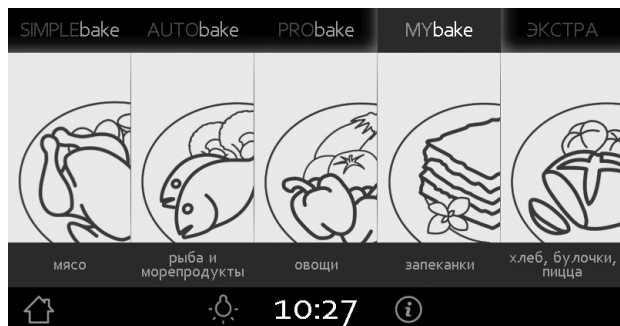 SIMPLEbake AUTObake PRObake MYbake ЭКСТРА
мясо
рыба и
морепродукты
овощи
запеканки
хлеб, булочки,
пицца
10:27
i